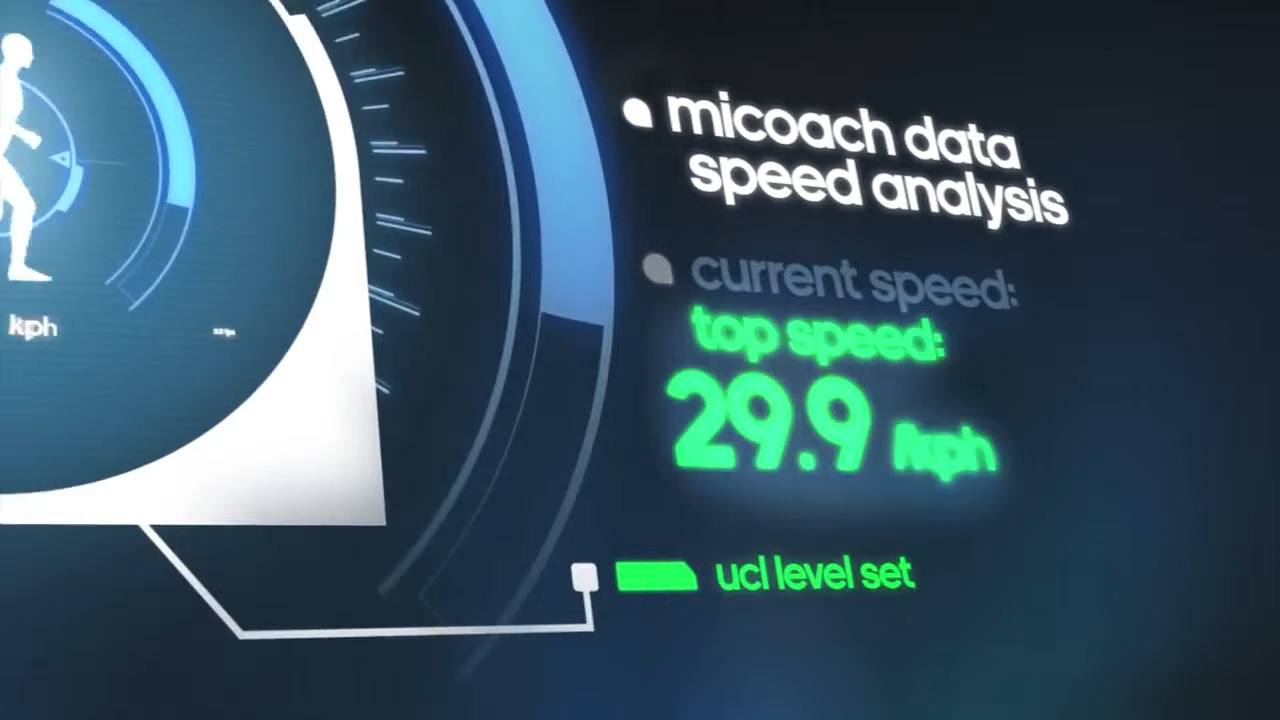 micoach data
speed analysis
current speed:
top speed:
29.9 kph
kph
ucl level set